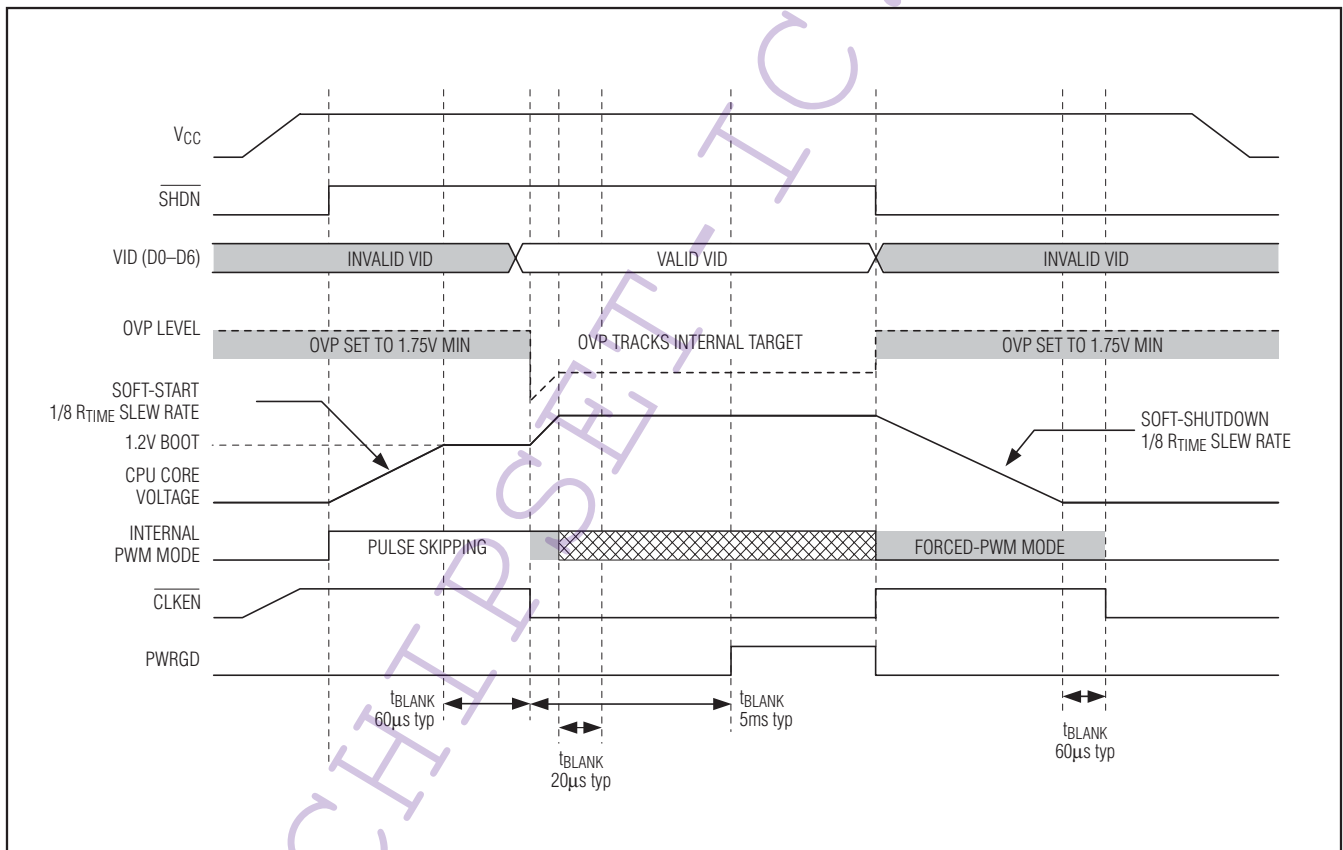 VCC
SHDN
VID (D0–D6)
INVALID VID
VALID VID
INVALID VID
OVP LEVEL
OVP SET TO 1.75V MIN
OVP TRACKS INTERNAL TARGET
OVP SET TO 1.75V MIN
SOFT-START
1/8 RTIME SLEW RATE
1.2V BOOT
SOFT-SHUTDOWN
1/8 RTIME SLEW RATE
CPU CORE
VOLTAGE
INTERNAL
PWM MODE
PULSE SKIPPING
FORCED-PWM MODE
CLKEN
PWRGD
tBLANK
60μs typ
tBLANK
5ms typ
tBLANK
20μs typ
tBLANK
60μs typ
CHIPSET-IC.